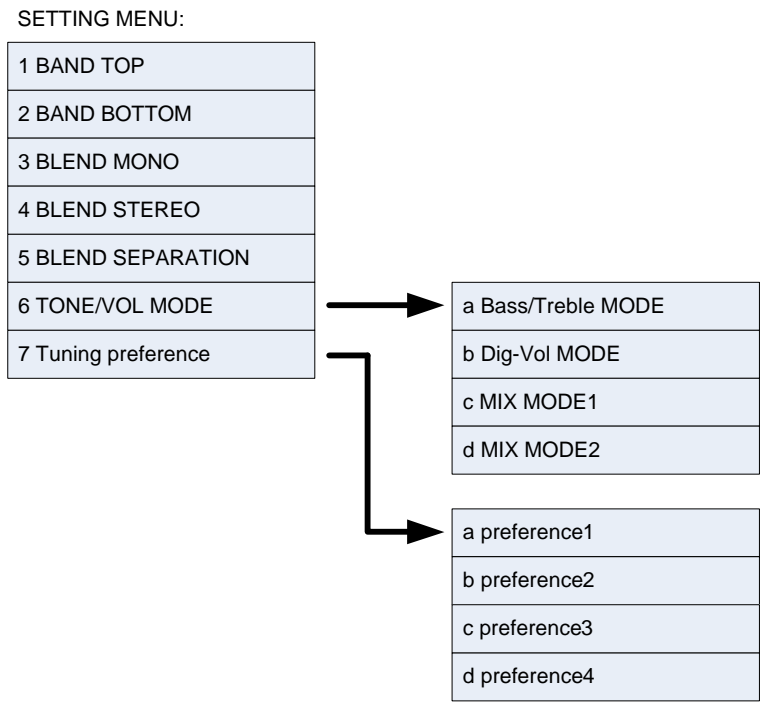 SETTING MENU:
1 BAND TOP
2 BAND BOTTOM
3 BLEND MONO
4 BLEND STEREO
5 BLEND SEPARATION
6 TONE/VOL MODE
7 Tuning preference
a Bass/Treble MODE
b Dig-Vol MODE
c MIX MODE1
d MIX MODE2
a preference1
b preference2
c preference3
d preference4